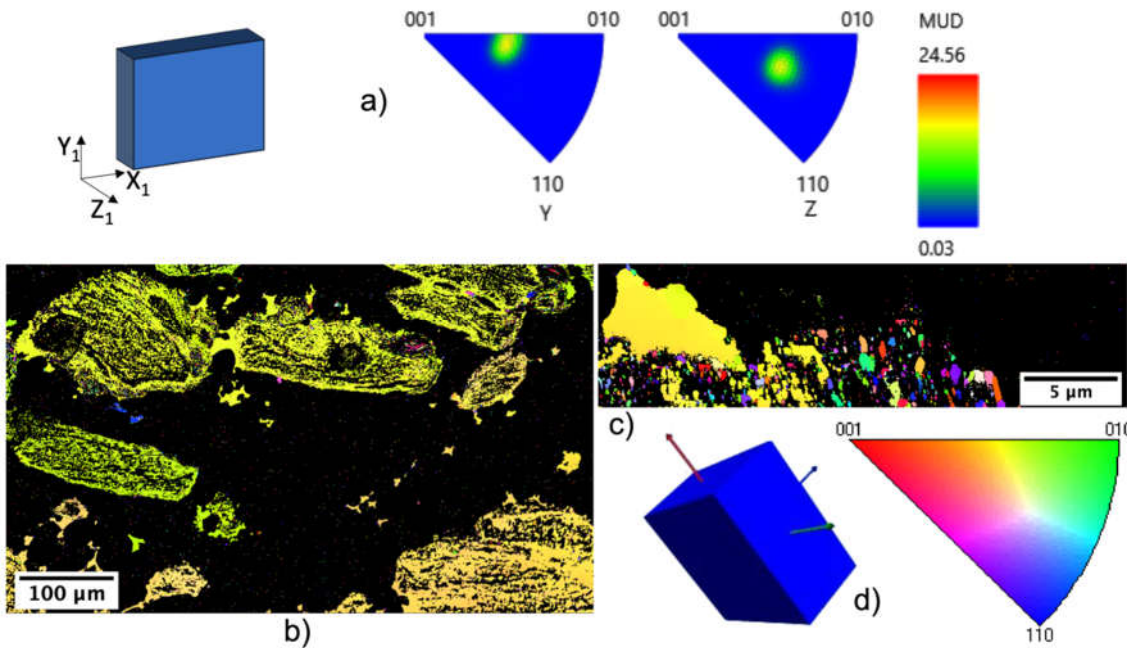 001 010 001 010 MUD
24.56
a)
Y₁
X₁
Z₁
110 110
Y Z
0.03
100 µm
b)
5 µm
c)
001 010
d)
110